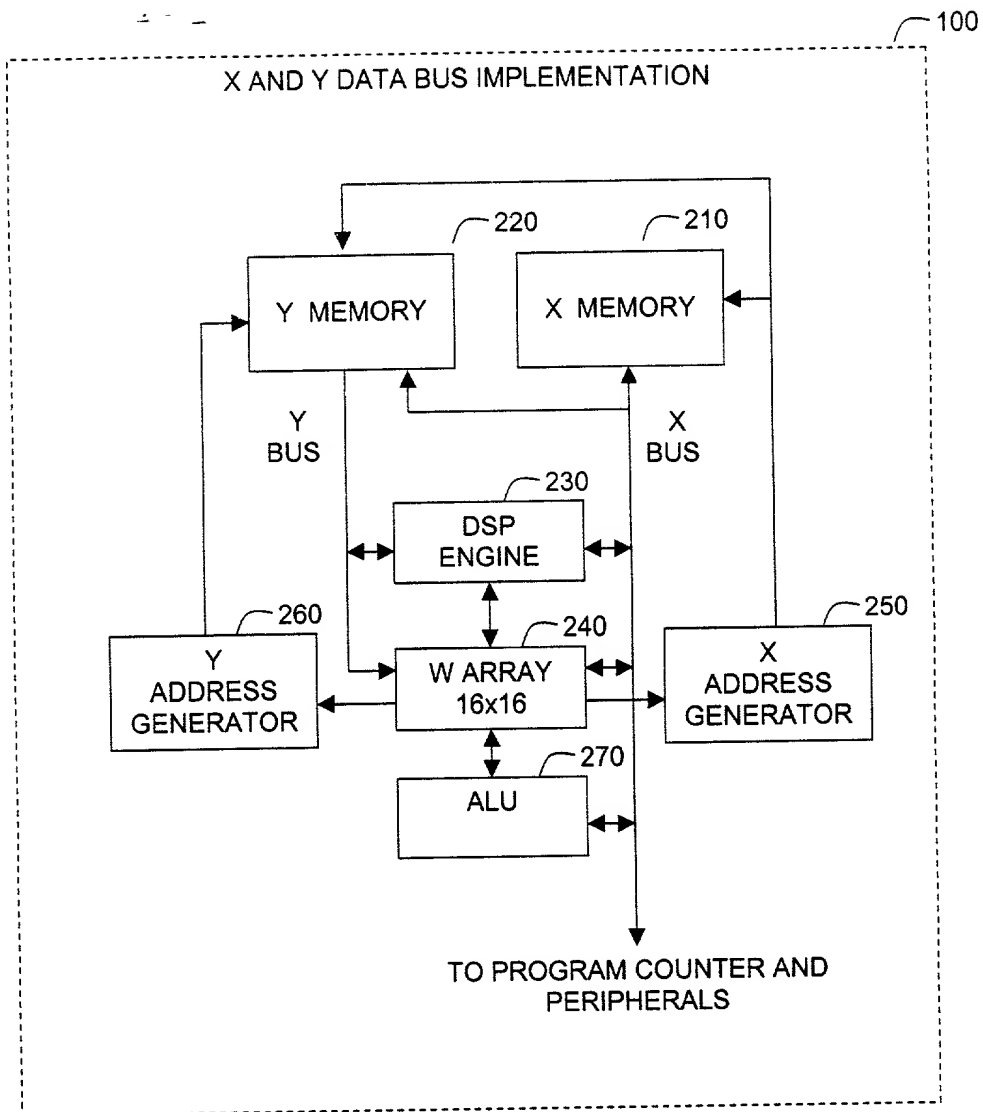 100
X AND Y DATA BUS IMPLEMENTATION
220
210
Y MEMORY
X MEMORY
Y
BUS
X
BUS
230
DSP
ENGINE
260
240
250
Y
ADDRESS
GENERATOR
W ARRAY
16x16
X
ADDRESS
GENERATOR
270
ALU
TO PROGRAM COUNTER AND
PERIPHERALS